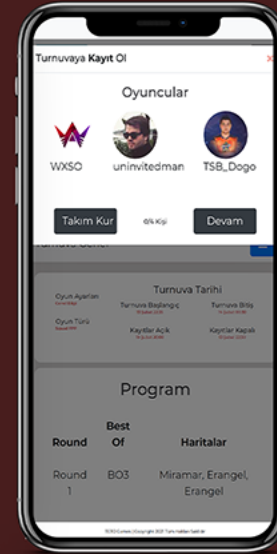 Turnuvaya Kayıt Ol
Oyuncular
WXSO uninvitedman TSB_Dogo
Takım Kur Kişi Devam
Turnuva Tarihi
Oyun Ayarları Turnuva Başlangıç Turnuva Bitiş
Oyun Türü Kayıtlar Açık Kayıtlar Kapalı
Program
Round Best Of Haritalar
Round 1 BO3 Miramar, Erangel, Erangel